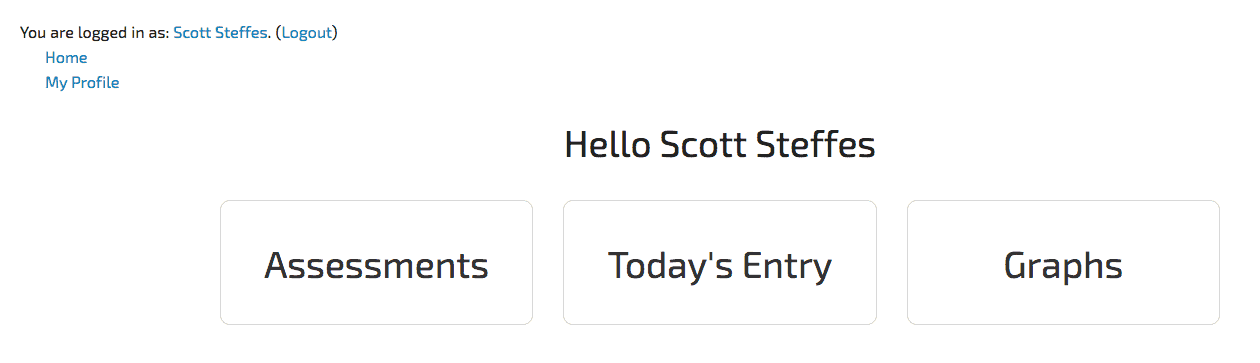 You are logged in as: Scott Steffes. (Logout)
Home
My Profile
Hello Scott Steffes
Assessments
Today's Entry
Graphs